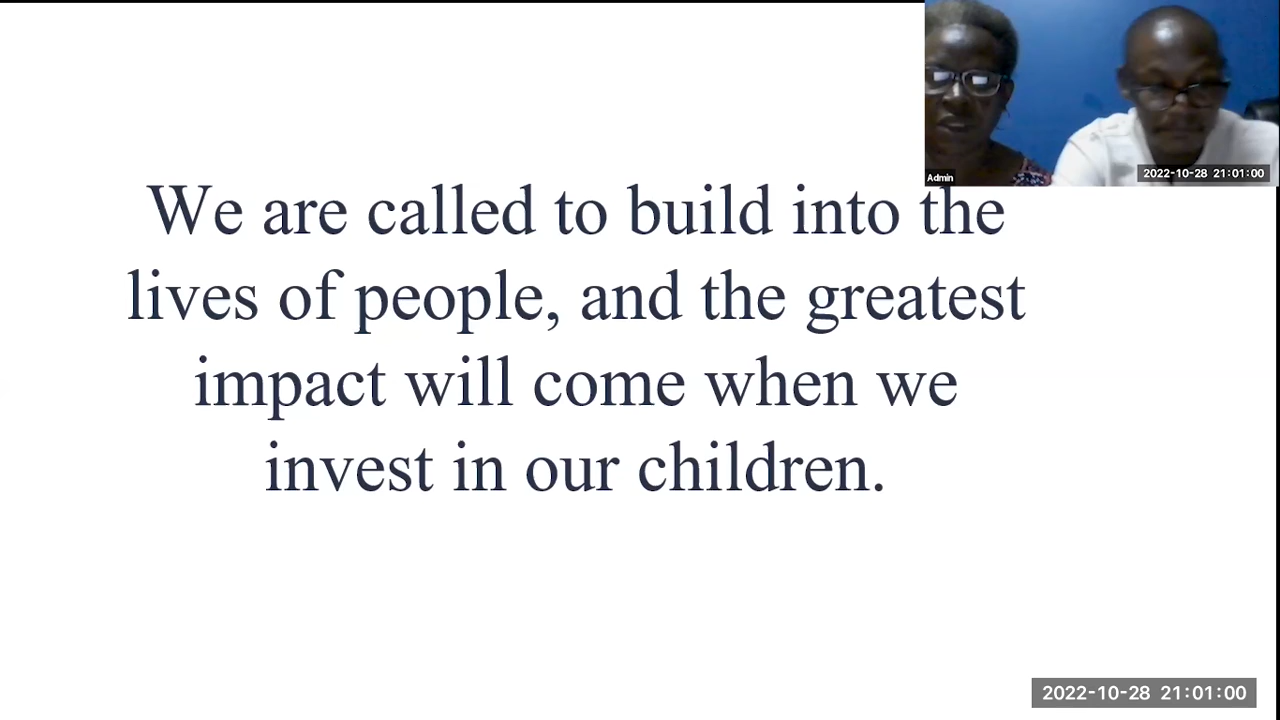 Admin
2022-10-28 21:01:00
We are called to build into the
lives of people, and the greatest
impact will come when we
invest in our children.
2022-10-28 21:01:00